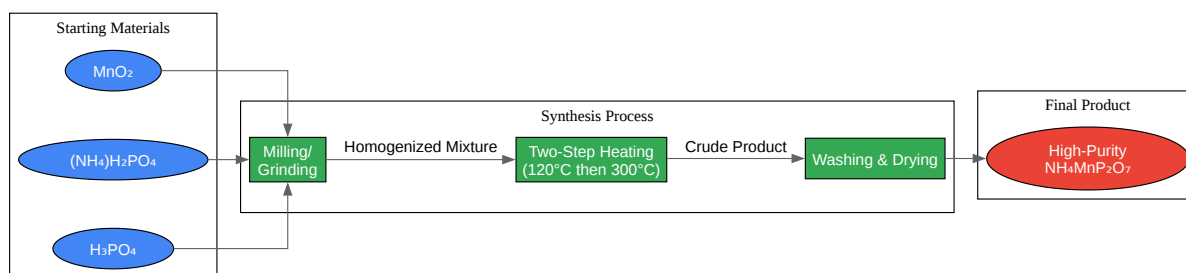 Starting Materials
MnO₂
(NH₄)H₂PO₄
H₃PO₄
Synthesis Process
Milling/
Grinding
Homogenized Mixture
Two-Step Heating
(120°C then 300°C)
Crude Product
Washing & Drying
Final Product
High-Purity
NH₄MnP₂O₇